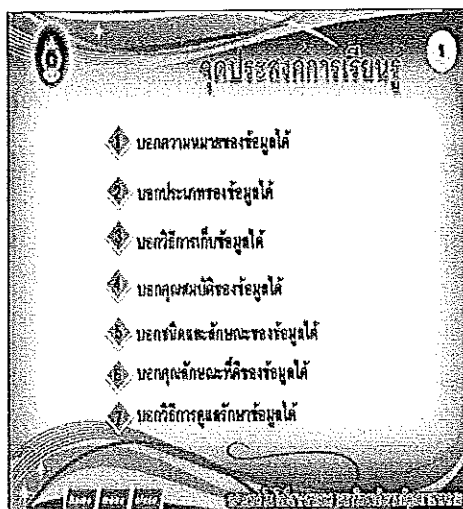 จุดประสงค์การเรียนรู้
1
1 บอกความหมายของข้อมูลได้
2 บอกประเภทของข้อมูลได้
3 บอกวิธีการเก็บข้อมูลได้
4 บอกคุณสมบัติของข้อมูลได้
5 บอกชนิดและลักษณะของข้อมูลได้
6 บอกคุณลักษณะที่ดีของข้อมูลได้
7 บอกวิธีการดูแลรักษาข้อมูลได้